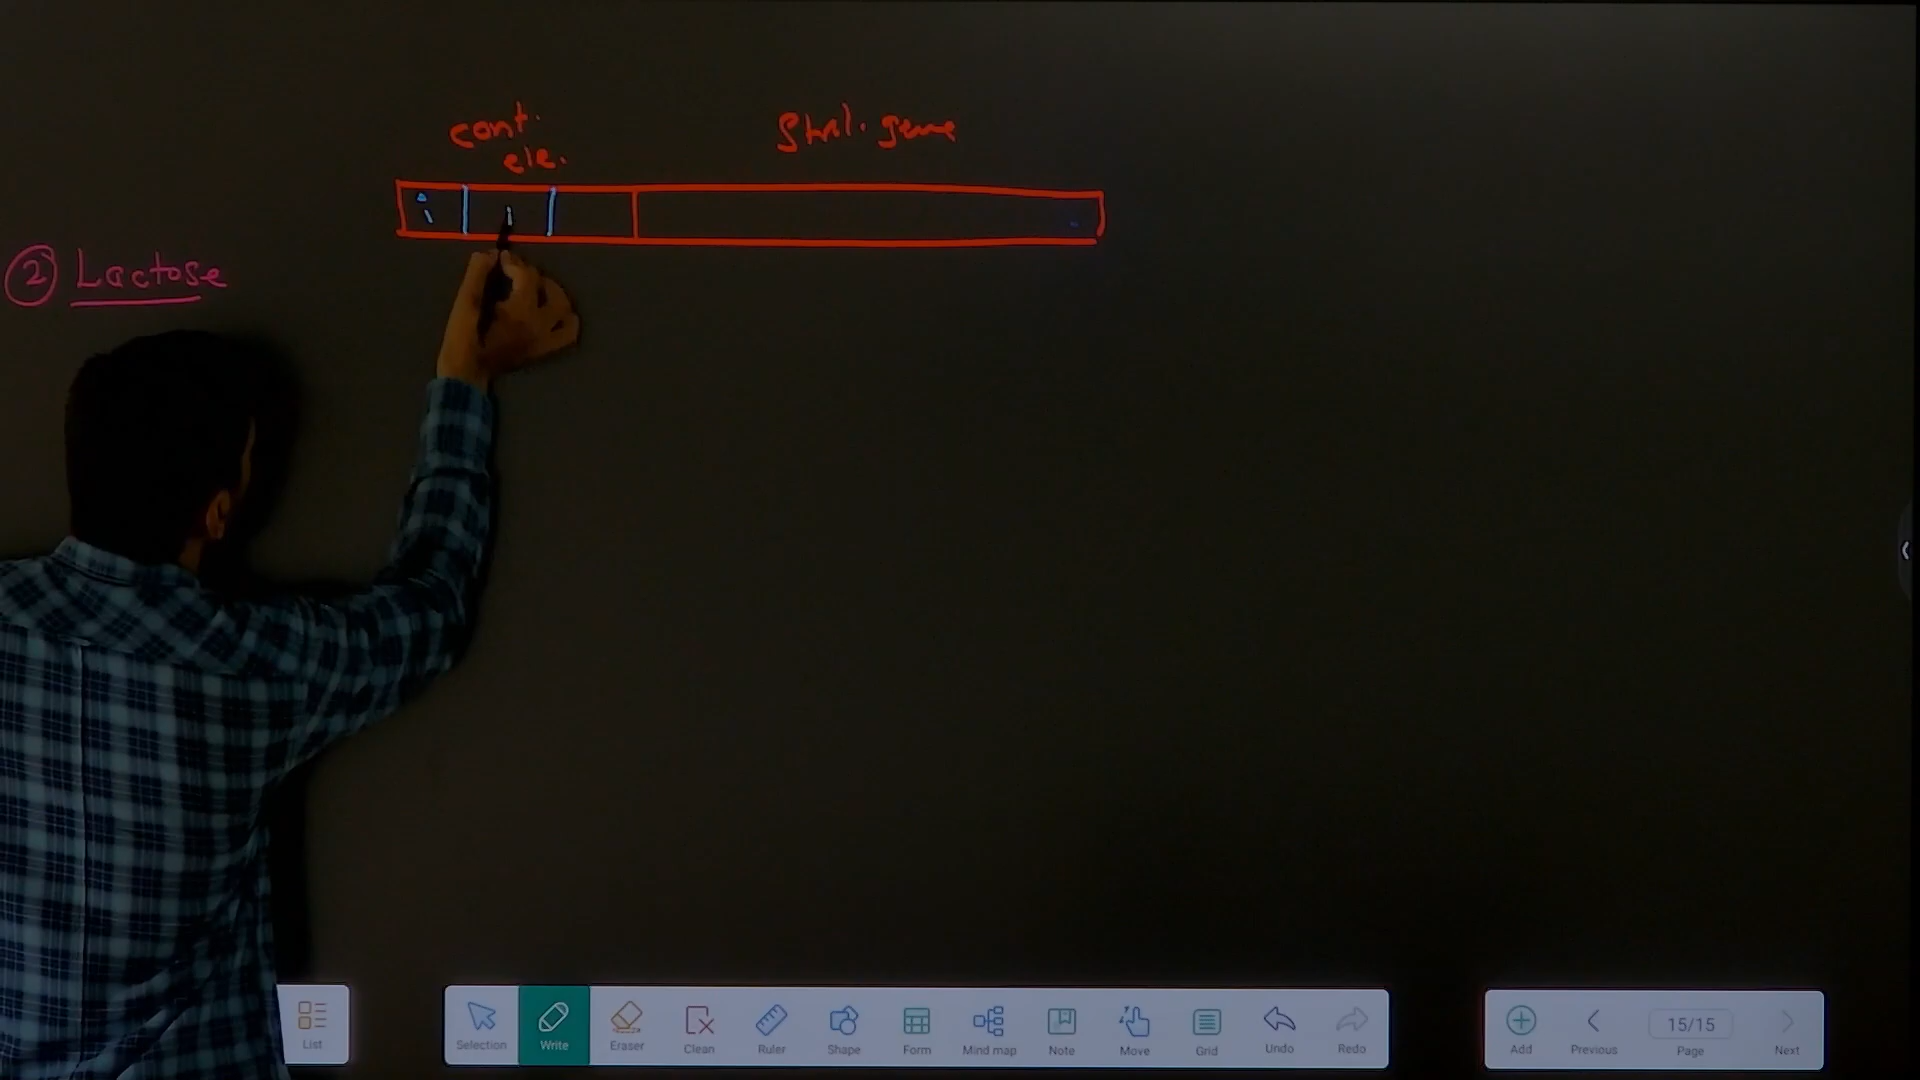 cont.
ele.
Strl. gene
i
② Lactose
List
Selection
Write
Eraser
Clean
Ruler
Shape
Form
Mind map
Note
Move
Grid
Undo
Redo
Add
Previous
15/15
Page
Next